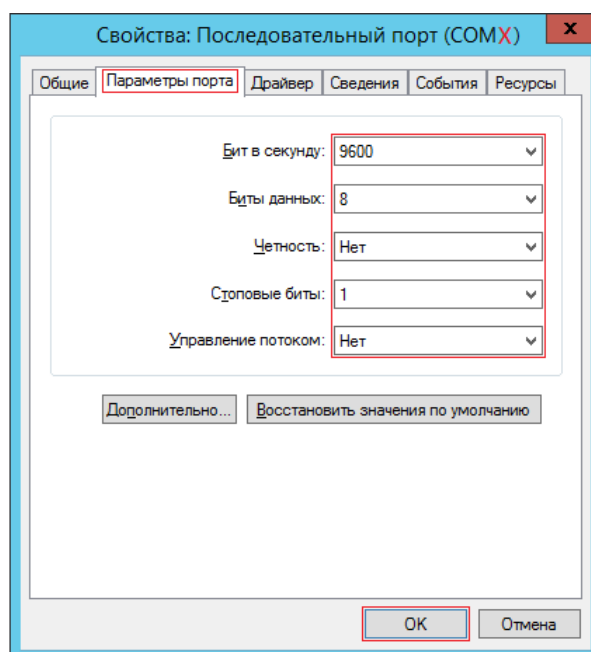 Свойства: Последовательный порт (COMX)
x
Общие Параметры порта Драйвер Сведения События Ресурсы
Бит в секунду: 9600
Биты данных: 8
Четность: Нет
Стоповые биты: 1
Управление потоком: Нет
Дополнительно... Восстановить значения по умолчанию
OK Отмена